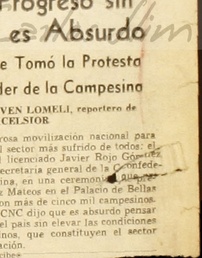 Progreso sin
es Absurdo
e Tomó la Protesta
der de la Campesina
VEN LOMELI, reportero de
CELSIOR
rosa movilización nacional para
l sector más sufrido de todos: el
l licenciado Javier Rojo Gómez
ecretaría general de la Confede-
ina, en una ceremonia que
z Mateos en el Palacio de Bellas
on más de cinco mil campesinos.
CNC dijo que es absurdo pensar
l país sin elevar las condiciones
inos, que constituyen el sector
ación.